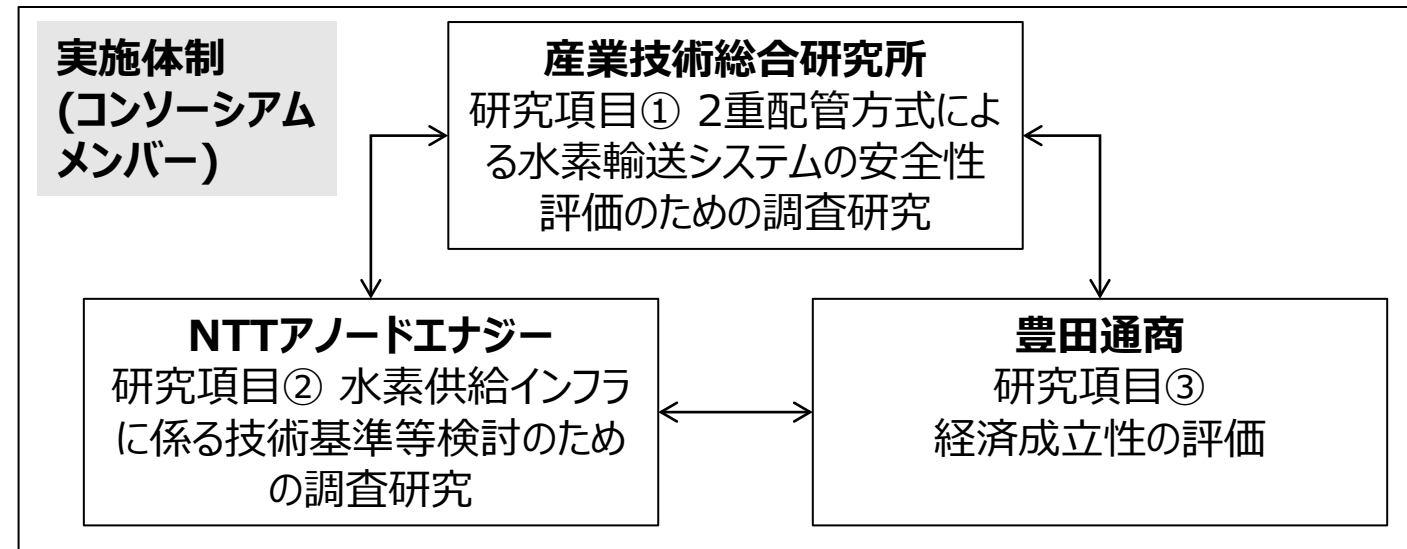 実施体制
(コンソーシアム
メンバー)
産業技術総合研究所
研究項目① 2重配管方式によ
る水素輸送システムの安全性
評価のための調査研究
NTTアノードエナジー
研究項目② 水素供給インフラ
に係る技術基準等検討のため
の調査研究
豊田通商
研究項目③
経済成立性の評価